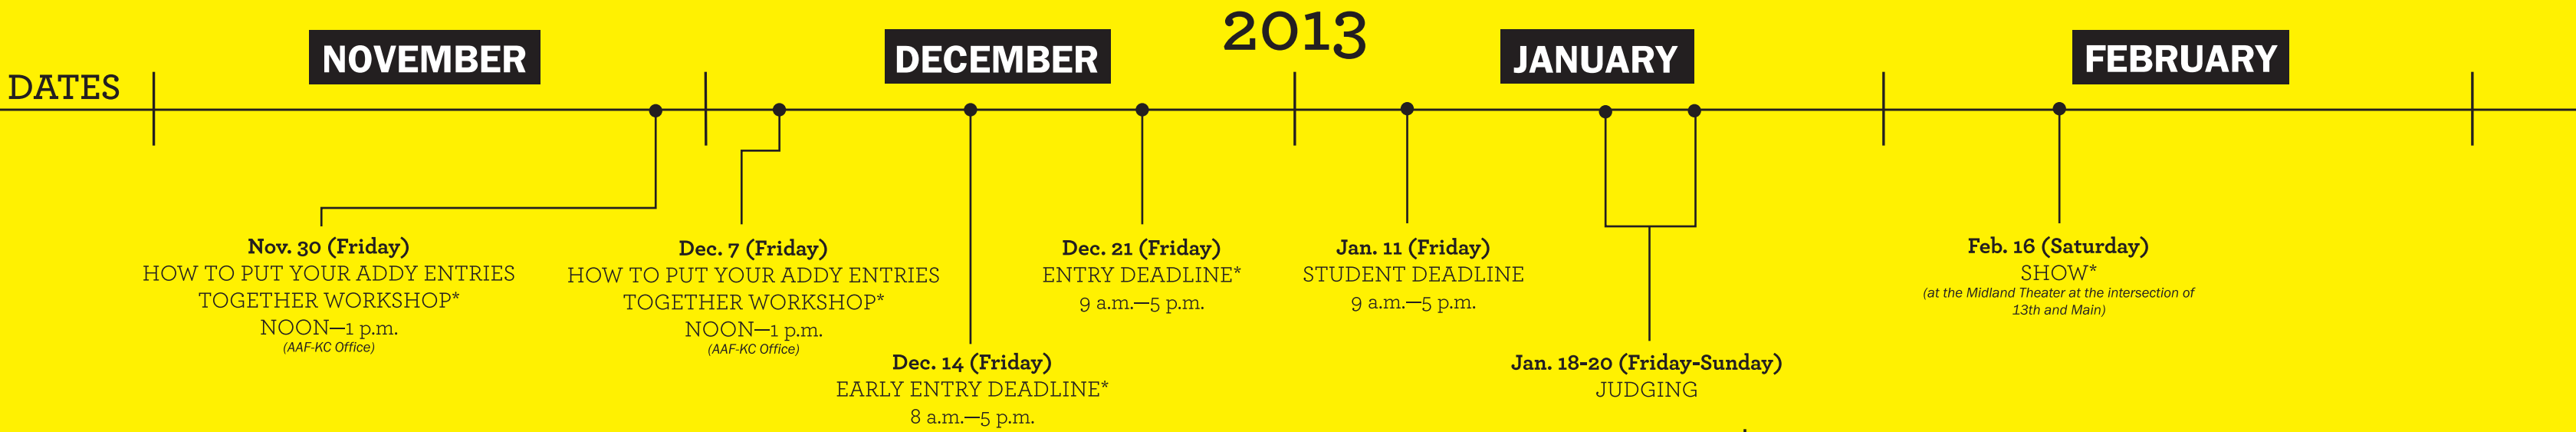 DATES
NOVEMBER
DECEMBER
2013
JANUARY
FEBRUARY
Nov. 30 (Friday)
HOW TO PUT YOUR ADDY ENTRIES
TOGETHER WORKSHOP*
NOON—1 p.m.
(AAF-KC Office)
Dec. 7 (Friday)
HOW TO PUT YOUR ADDY ENTRIES
TOGETHER WORKSHOP*
NOON—1 p.m.
(AAF-KC Office)
Dec. 14 (Friday)
EARLY ENTRY DEADLINE*
8 a.m.—5 p.m.
Dec. 21 (Friday)
ENTRY DEADLINE*
9 a.m.—5 p.m.
Jan. 11 (Friday)
STUDENT DEADLINE
9 a.m.—5 p.m.
Jan. 18-20 (Friday-Sunday)
JUDGING
Feb. 16 (Saturday)
SHOW*
(at the Midland Theater at the intersection of
13th and Main)